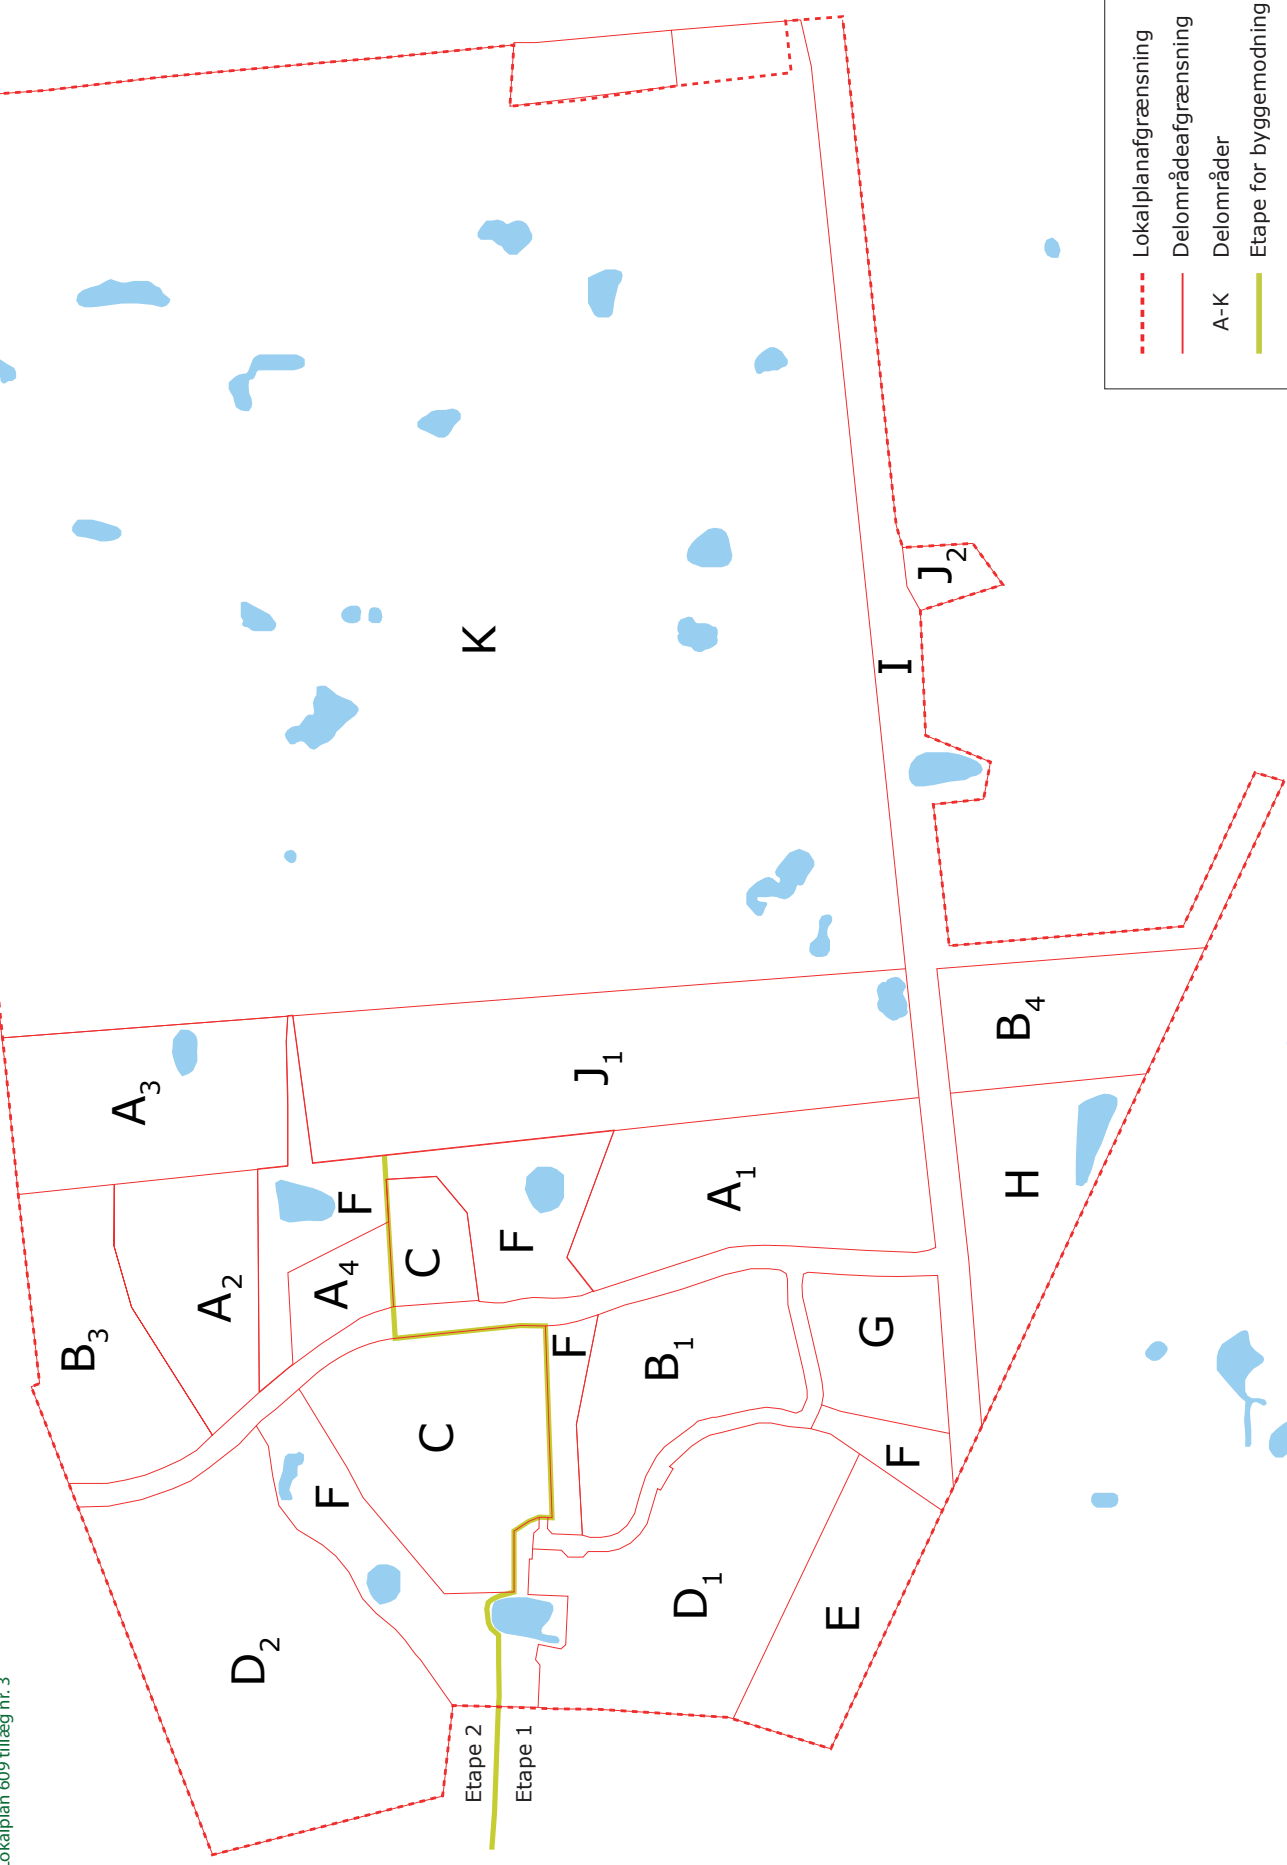 Lokalplan 609 tillæg nr. 3
B3
A3
A2
D2
F
A4
F
C
C
Etape 2
K
F
Etape 1
F
J1
B1
D1
A1
E
G
I
F
J2
B4
H
Lokalplanafgrænsning
Delområdeafgrænsning
A-K Delområder
Etape for byggemodning